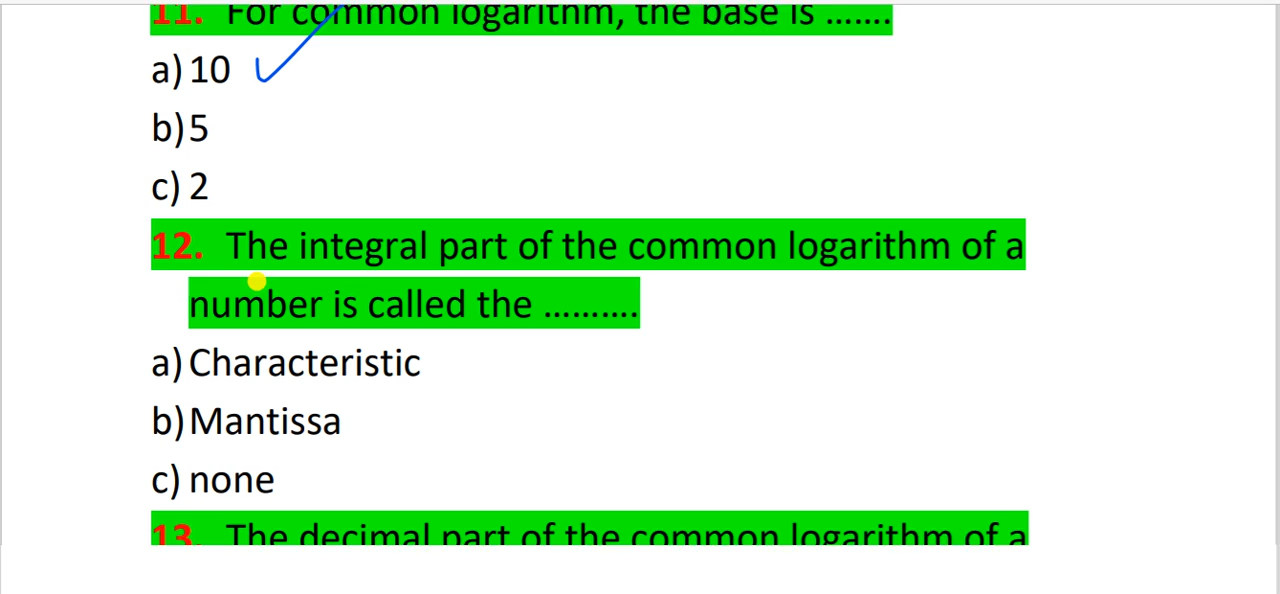 11. For common logarithm, the base is .......
a) 10
b) 5
c) 2
12. The integral part of the common logarithm of a
number is called the ..........
a) Characteristic
b) Mantissa
c) none
13. The decimal part of the common logarithm of a